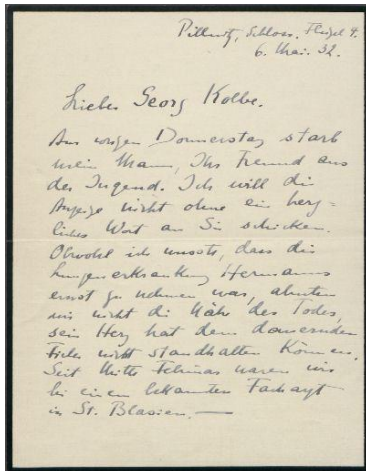 Pillnitz, Schloss. Flügel 9.
6. Mai. 32.
Lieber Georg Kolbe.
Am vorigen Donnerstag starb
mein Mann, Ihr Freund aus
der Jugend. Ich will die
Anzeige nicht ohne ein herz-
liches Wort an Sie schicken.
Obwohl ich wusste, dass die
Lungenerkrankung Hermanns
ernst zu nehmen war, ahnten
wir nicht die Nähe des Todes,
sein Herz hat dem dauernden
Fieber nicht standhalten können.
Seit Mitte Februar waren wir
bei einem bekannten Facharzt
in St. Blasien. —